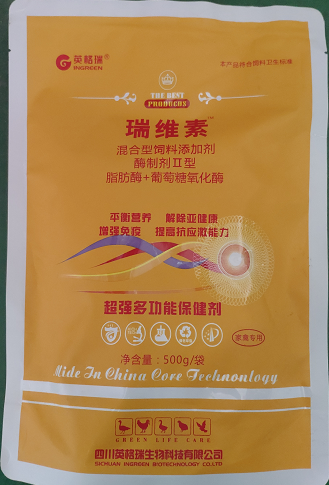 英格瑞®
INGREEN
本产品符合饲料卫生标准
THE BEST
PRODUCTS
瑞维素™
混合型饲料添加剂
酶制剂II型
脂肪酶+葡萄糖氧化酶
平衡营养 解除亚健康
增强免疫 提高抗应激能力
超强多功能保健剂
家禽专用
净含量：500g/袋
Mide In China Core Technonlogy
GREEN LIFE CARE
四川英格瑞生物科技有限公司
SICHUAN INGREEN BIOTECHNOLOGY CO.,LTD